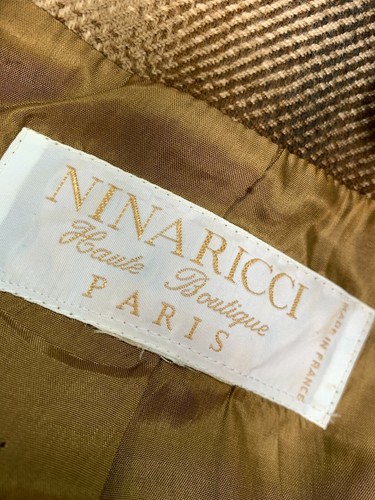 NINA RICCI
Haute Boutique
PARIS
MADE IN FRANCE